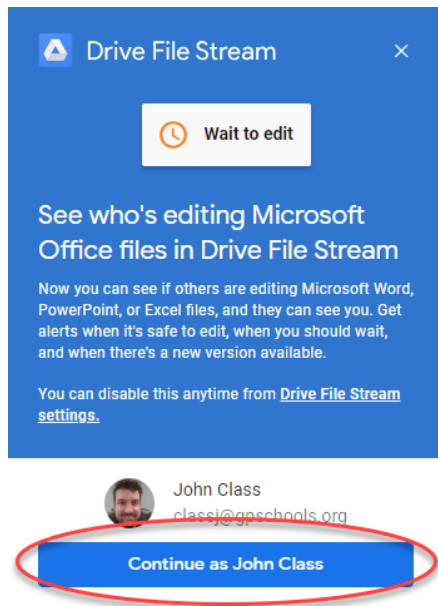 Drive File Stream
Wait to edit
See who's editing Microsoft
Office files in Drive File Stream
Now you can see if others are editing Microsoft Word,
PowerPoint, or Excel files, and they can see you. Get
alerts when it's safe to edit, when you should wait,
and when there's a new version available.
You can disable this anytime from Drive File Stream
settings.
John Class
classj@gpschools.org
Continue as John Class